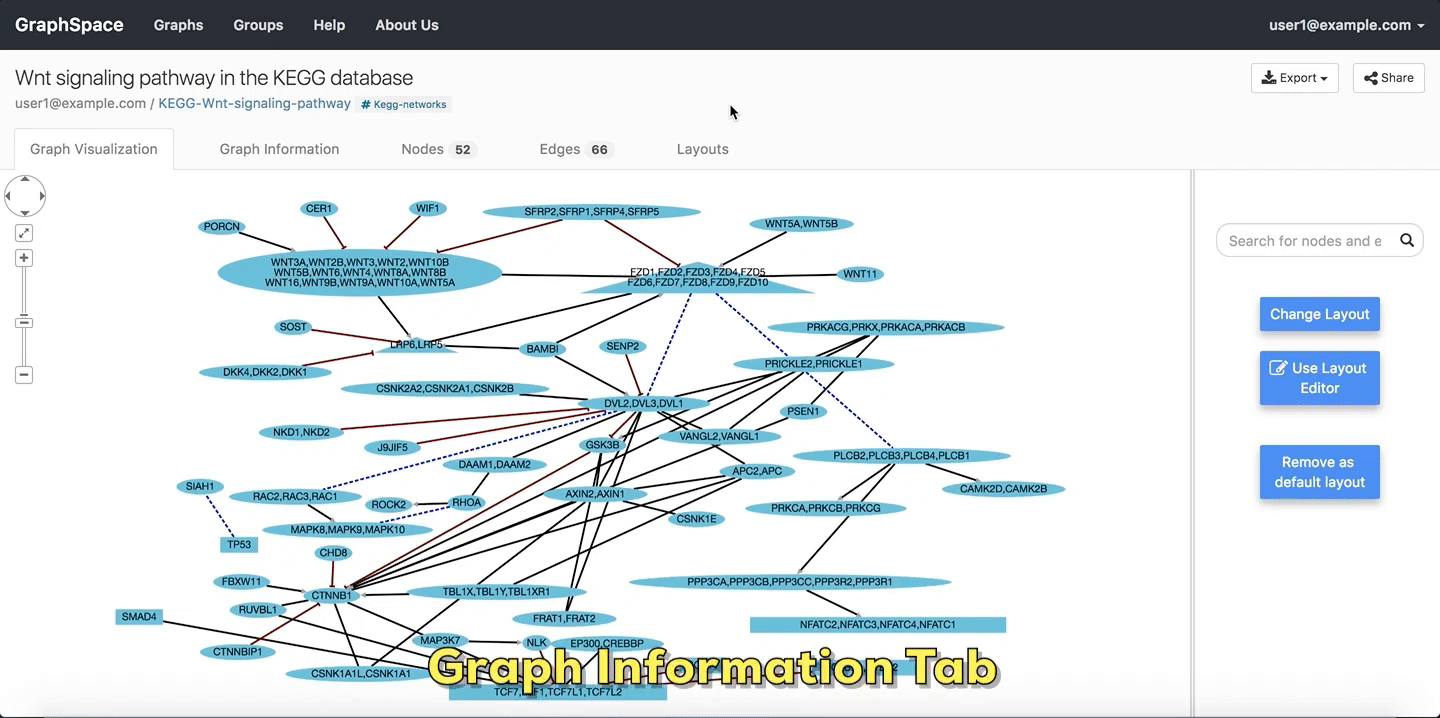 GraphSpace Graphs Groups Help About Us user1@example.com
Wnt signaling pathway in the KEGG database
Export Share
user1@example.com / KEGG-Wnt-signaling-pathway # Kegg-networks
Graph Visualization Graph Information Nodes 52 Edges 66 Layouts
CER1 WIF1 SFRP2,SFRP1,SFRP4,SFRP5
PORCN WNT5A,WNT5B
Search for nodes and e
WNT3A,WNT2B,WNT3,WNT2,WNT10B
WNT5B,WNT6,WNT4,WNT8A,WNT8B
WNT16,WNT9B,WNT9A,WNT10A,WNT5A
FZD1,FZD2,FZD3,FZD4,FZD5
FZD6,FZD7,FZD8,FZD9,FZD10
WNT11
Change Layout
SOST PRKACG,PRKX,PRKACA,PRKACB
LRP6,LRP5 BAMBI SENP2
DKK4,DKK2,DKK1 PRICKLE2,PRICKLE1
Use Layout
Editor
CSNK2A2,CSNK2A1,CSNK2B
DVL2,DVL3,DVL1 PSEN1
NKD1,NKD2 VANGL2,VANGL1
J9JIF5 GSK3B PLCB2,PLCB3,PLCB4,PLCB1
DAAM1,DAAM2 APC2,APC
Remove as
default layout
SIAH1 RAC2,RAC3,RAC1 ROCK2 RHOA AXIN2,AXIN1 CAMK2D,CAMK2B
PRKCA,PRKCB,PRKCG
MAPK8,MAPK9,MAPK10 CSNK1E
TP53 CHD8
FBXW11 CTNNB1 TBL1X,TBL1Y,TBL1XR1 PPP3CA,PPP3CB,PPP3CC,PPP3R2,PPP3R1
SMAD4 RUVBL1 FRAT1,FRAT2 NFATC2,NFATC3,NFATC4,NFATC1
CTNNBIP1 MAP3K7 NLK EP300,CREBBP
CSNK1A1L,CSNK1A1
Graph Information Tab
TCF7, F1,TCF7L1,TCF7L2